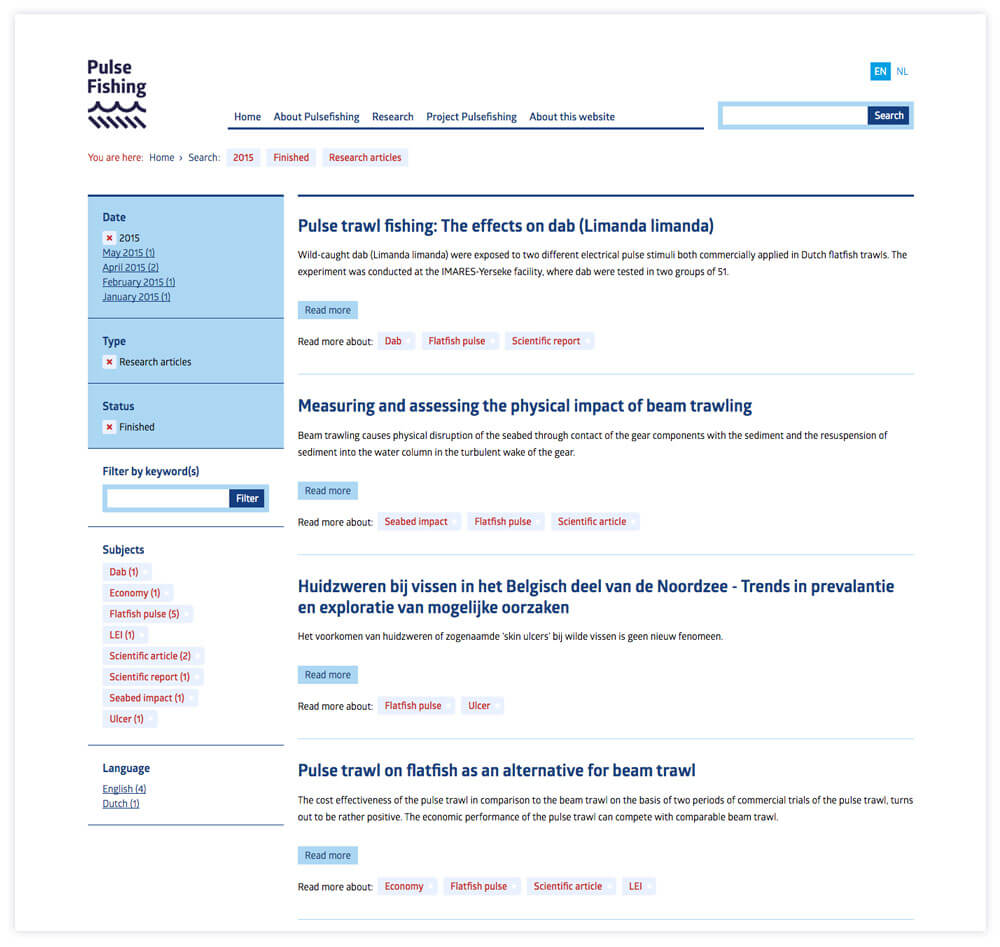 Pulse
Fishing
EN NL
Home About Pulsefishing Research Project Pulsefishing About this website
Search
You are here: Home › Search: 2015 Finished Research articles
Date
× 2015
May 2015 (1)
April 2015 (2)
February 2015 (1)
January 2015 (1)
Type
× Research articles
Status
× Finished
Filter by keyword(s)
Filter
Subjects
Dab (1)
Economy (1)
Flatfish pulse (5)
LEI (1)
Scientific article (2)
Scientific report (1)
Seabed impact (1)
Ulcer (1)
Language
English (4)
Dutch (1)
Pulse trawl fishing: The effects on dab (Limanda limanda)
Wild-caught dab (Limanda limanda) were exposed to two different electrical pulse stimuli both commercially applied in Dutch flatfish trawls. The
experiment was conducted at the IMARES-Yerseke facility, where dab were tested in two groups of 51.
Read more
Read more about: Dab Flatfish pulse Scientific report
Measuring and assessing the physical impact of beam trawling
Beam trawling causes physical disruption of the seabed through contact of the gear components with the sediment and the resuspension of
sediment into the water column in the turbulent wake of the gear.
Read more
Read more about: Seabed impact Flatfish pulse Scientific article
Huidzweren bij vissen in het Belgisch deel van de Noordzee - Trends in prevalantie
en exploratie van mogelijke oorzaken
Het voorkomen van huidzweren of zogenaamde 'skin ulcers' bij wilde vissen is geen nieuw fenomeen.
Read more
Read more about: Flatfish pulse Ulcer
Pulse trawl on flatfish as an alternative for beam trawl
The cost effectiveness of the pulse trawl in comparison to the beam trawl on the basis of two periods of commercial trials of the pulse trawl, turns
out to be rather positive. The economic performance of the pulse trawl can compete with comparable beam trawl.
Read more
Read more about: Economy Flatfish pulse Scientific article LEI